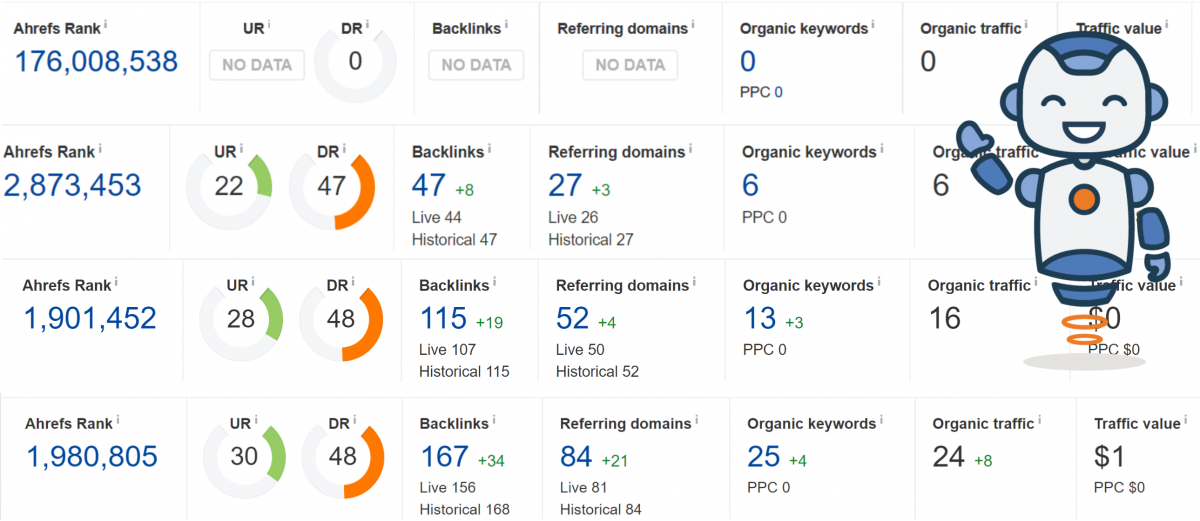 Ahrefs Rank i UR i DR i Backlinks i Referring domains i Organic keywords i Organic traffic i Traffic value i
176,008,538 NO DATA 0 NO DATA NO DATA 0 0
PPC 0
Ahrefs Rank i UR i DR i Backlinks i Referring domains i Organic keywords i Organic traffic value i
2,873,453 22 47 47 +8 27 +3 6 6
Live 44 Live 26 PPC 0
Historical 47 Historical 27
Ahrefs Rank i UR i DR i Backlinks i Referring domains i Organic keywords i Organic traffic i Traffic value i
1,901,452 28 48 115 +19 52 +4 13 +3 16 $0
Live 107 Live 50 PPC 0 PPC $0
Historical 115 Historical 52
Ahrefs Rank i UR i DR i Backlinks i Referring domains i Organic keywords i Organic traffic i Traffic value i
1,980,805 30 48 167 +34 84 +21 25 +4 24 +8 $1
Live 156 Live 81 PPC 0 PPC $0
Historical 168 Historical 84